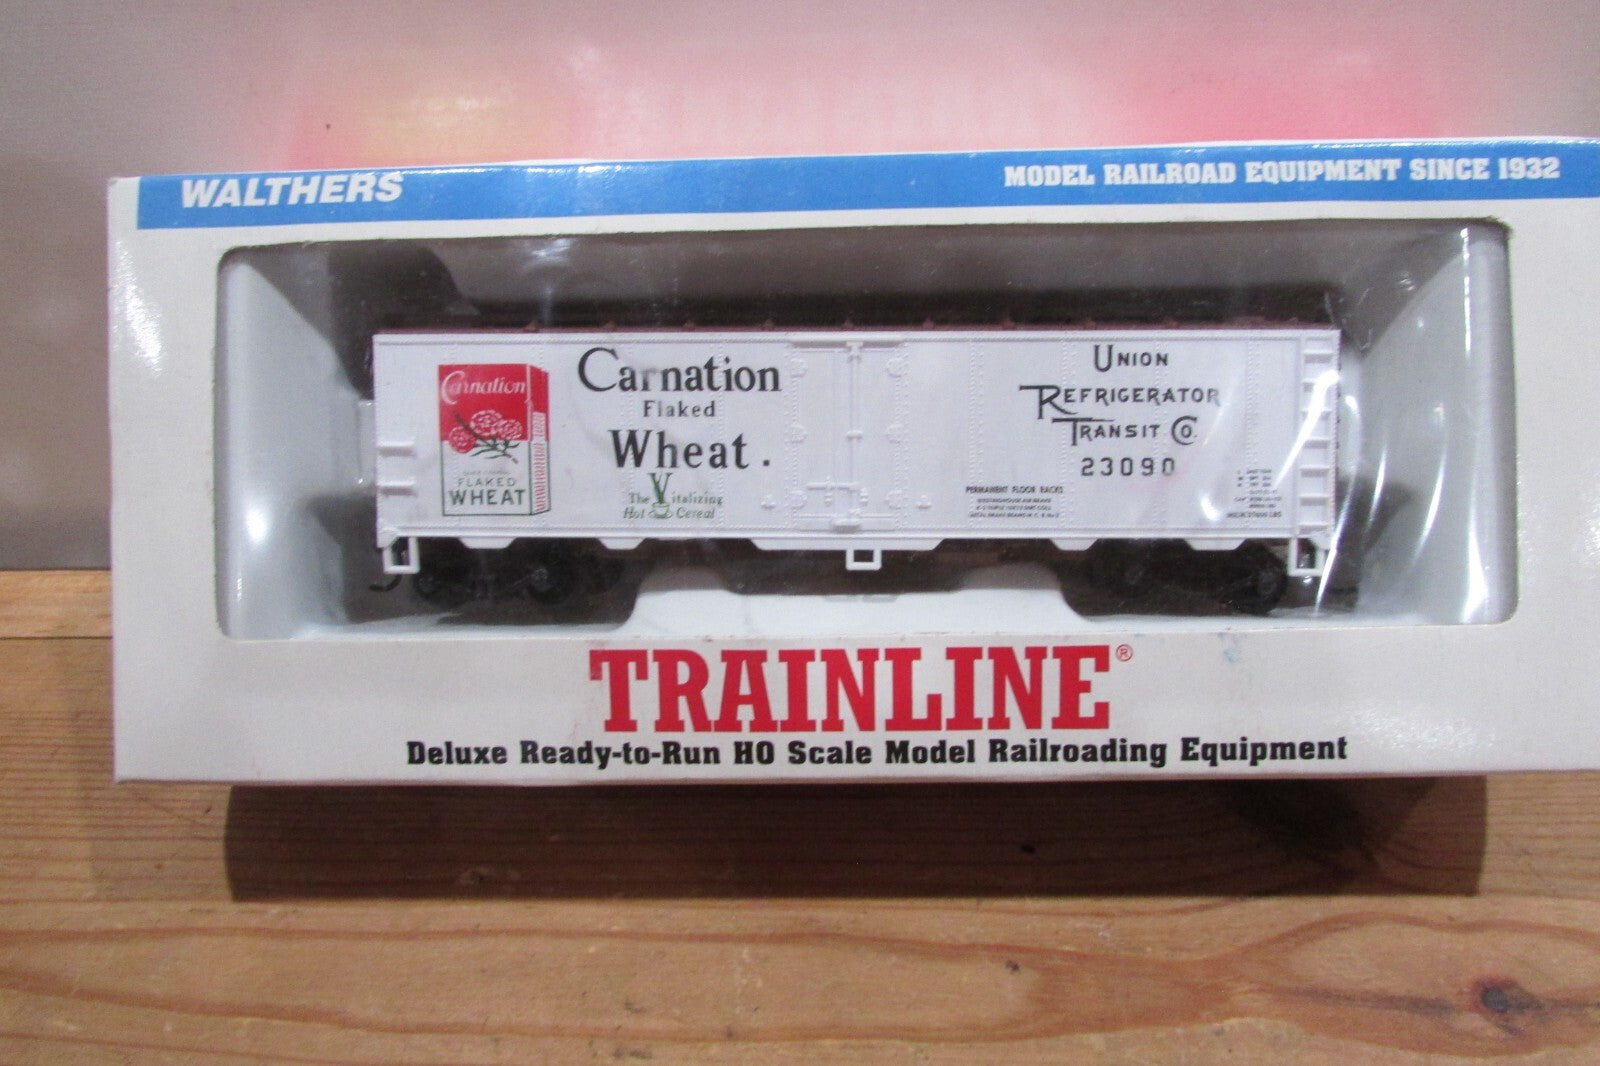 WALTHERS
MODEL RAILROAD EQUIPMENT SINCE 1932
Carnation
FLAKED
WHEAT
Carnation
Flaked
Wheat.
The Vitalizing
Hot Cereal
UNION
REFRIGERATOR
TRANSIT CO.
23090
PERMANENT FLOOR RACKS
TRAINLINE®
Deluxe Ready-to-Run HO Scale Model Railroading Equipment